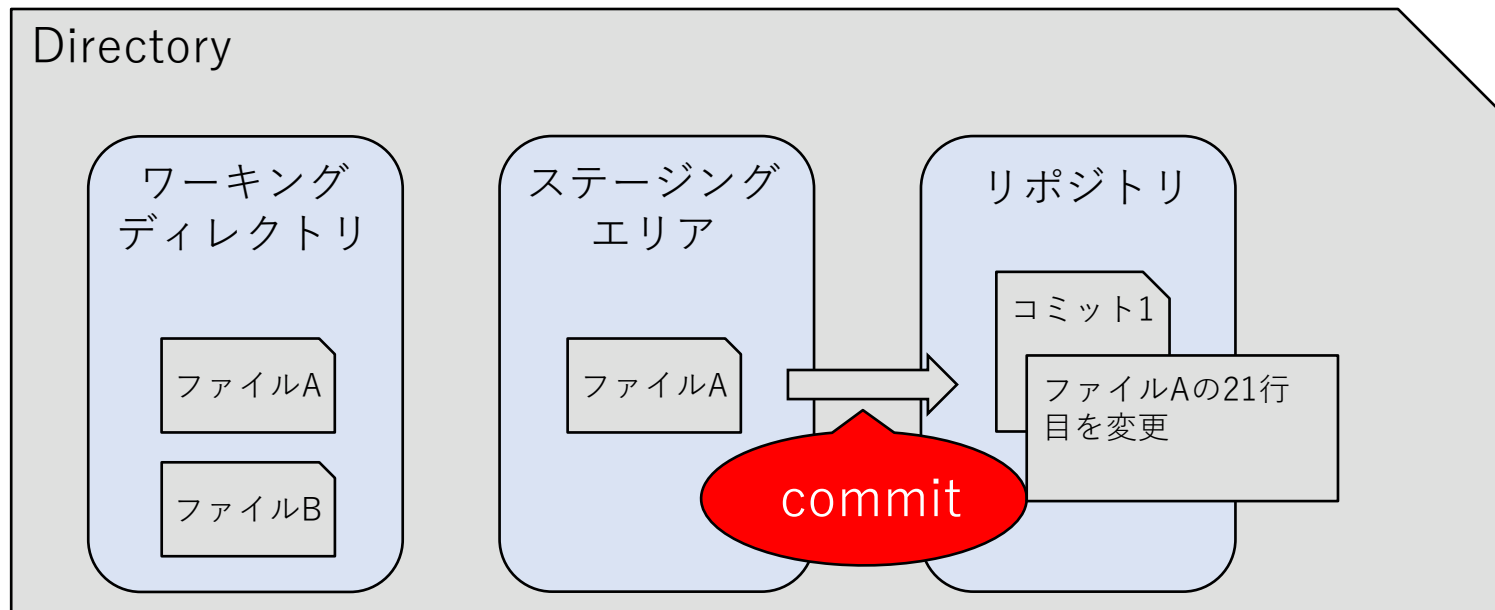 Directory
ワーキング
ディレクトリ
ファイルA
ファイルB
ステージング
エリア
ファイルA
commit
リポジトリ
コミット1
ファイルAの21行
目を変更